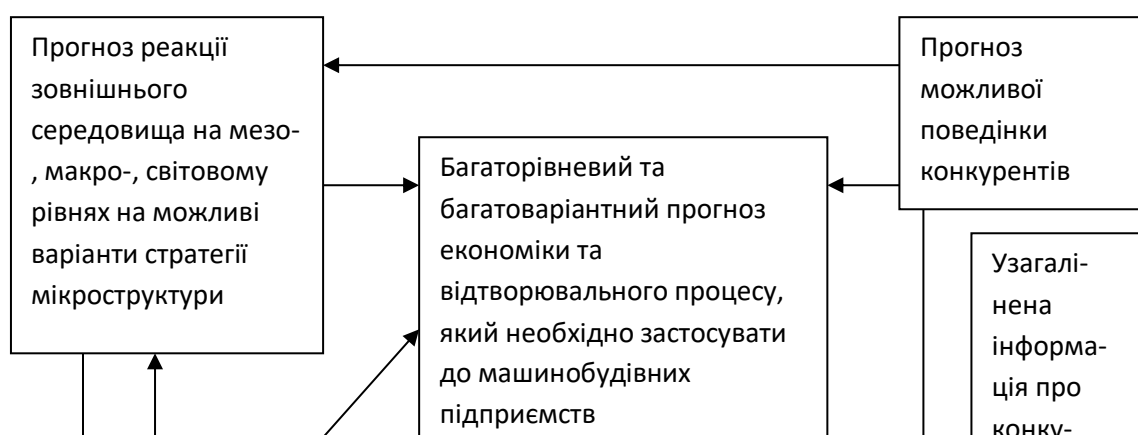 Прогноз реакції
зовнішнього
середовища на мезо-
, макро-, світовому
рівнях на можливі
варіанти стратегії
мікроструктури
Багаторівневий та
багатоваріантний прогноз
економіки та
відтворювального процесу,
який необхідно застосувати
до машинобудівних
підприємств
Прогноз
можливої
поведінки
конкурентів
Узагалі-
нена
інформа-
ція про
конку-